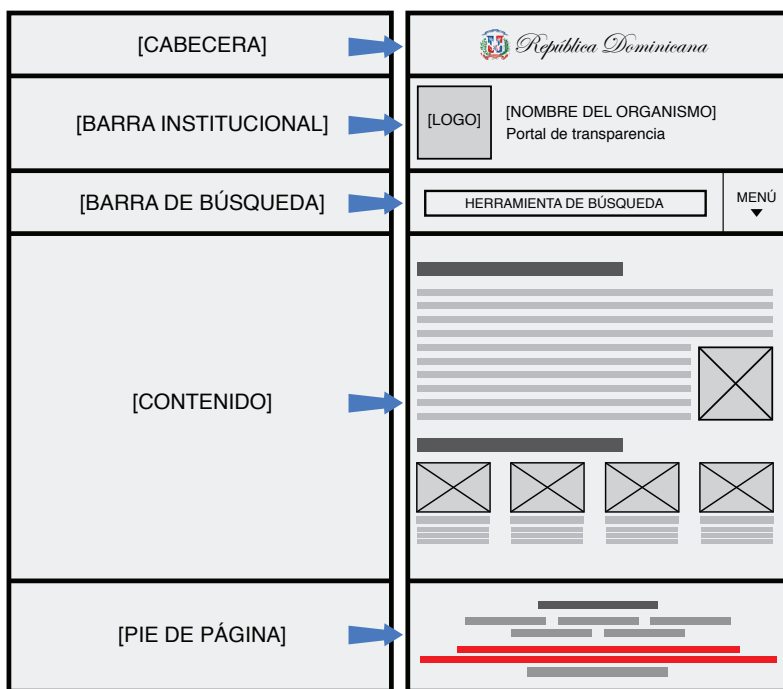 [CABECERA]
República Dominicana
[BARRA INSTITUCIONAL]
[LOGO]
[NOMBRE DEL ORGANISMO]
Portal de transparencia
[BARRA DE BÚSQUEDA]
HERRAMIENTA DE BÚSQUEDA
MENÚ
[CONTENIDO]
[PIE DE PÁGINA]